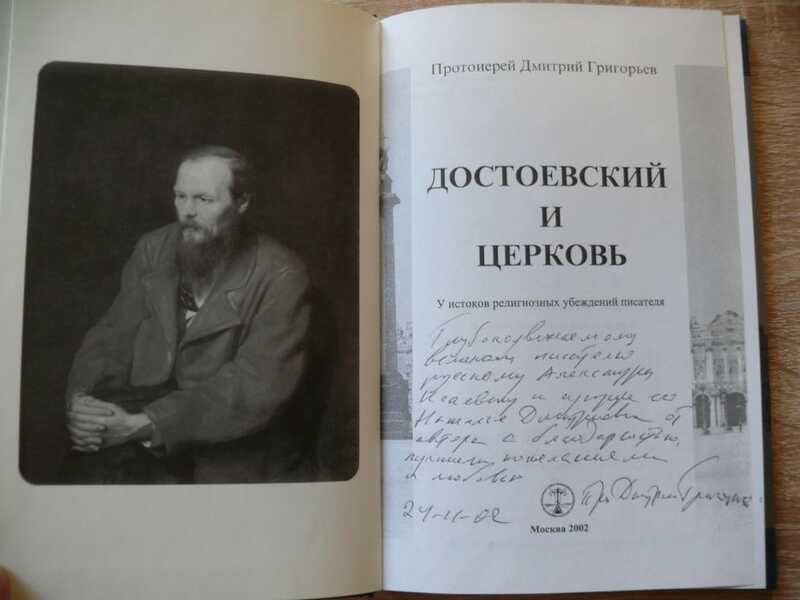 Протоиерей Дмитрий Григорьев
ДОСТОЕВСКИЙ
И
ЦЕРКОВЬ
У истоков религиозных убеждений писателя
Глубокоуважаемому
великому писателю
русскому Александру
Исаевичу и супруге его
Наталье Дмитриевне от
автора с благодарностью,
лучшими пожеланиями
и любовью
Прот Дмитрий Григорьев
24-11-02
Москва 2002